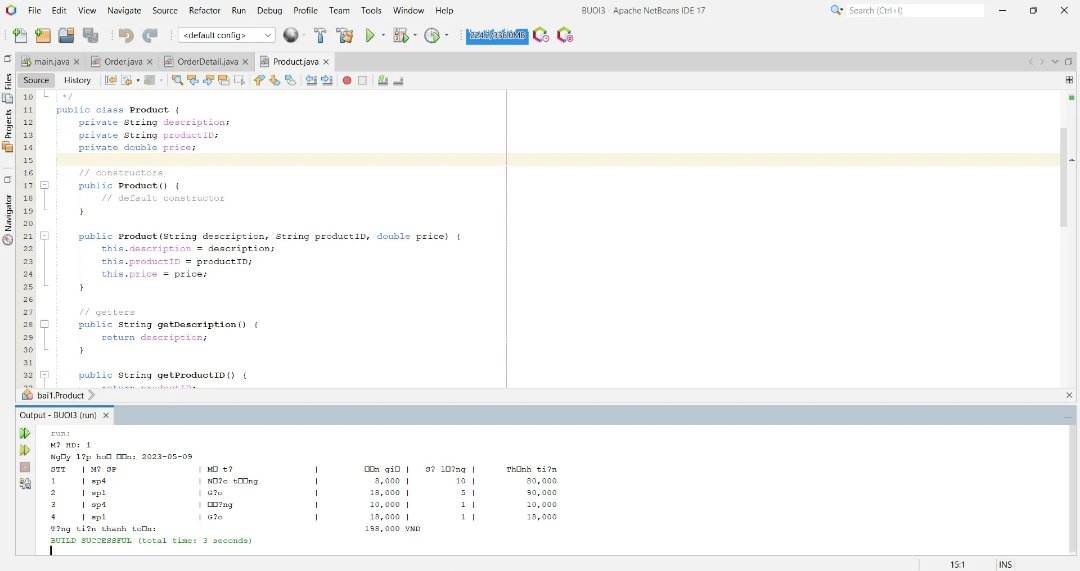 File Edit View Navigate Source Refactor Run Debug Profile Team Tools Window Help
BUOI3 - Apache NetBeans IDE 17
Search (Ctrl+I)
<default config>
main.java Order.java OrderDetail.java Product.java
Source History
Files
Projects
Navigator
10 */
11 public class Product {
12 private String description;
13 private String productID;
14 private double price;
15
16 // constructors
17 public Product() {
18 // default constructor
19 }
20
21 public Product(String description, String productID, double price) {
22 this.description = description;
23 this.productID = productID;
24 this.price = price;
25 }
26
27 // getters
28 public String getDescription() {
29 return description;
30 }
31
32 public String getProductID() {
bai1.Product
Output - BUOI3 (run)
run:
M? HD: 1
Ng□y l?p ho□ □□n: 2023-05-09
STT | M? SP | M□ t? | □□n gi□ | S? l□?ng | Th□nh ti?n
1 | sp4 | N□?c t□□ng | 8,000 | 10 | 80,000
2 | sp1 | G?o | 18,000 | 5 | 90,000
3 | sp4 | □□?ng | 10,000 | 1 | 10,000
4 | sp1 | G?o | 18,000 | 1 | 18,000
T?ng ti?n thanh to□n: 198,000 VND
BUILD SUCCESSFUL (total time: 3 seconds)
15:1 INS